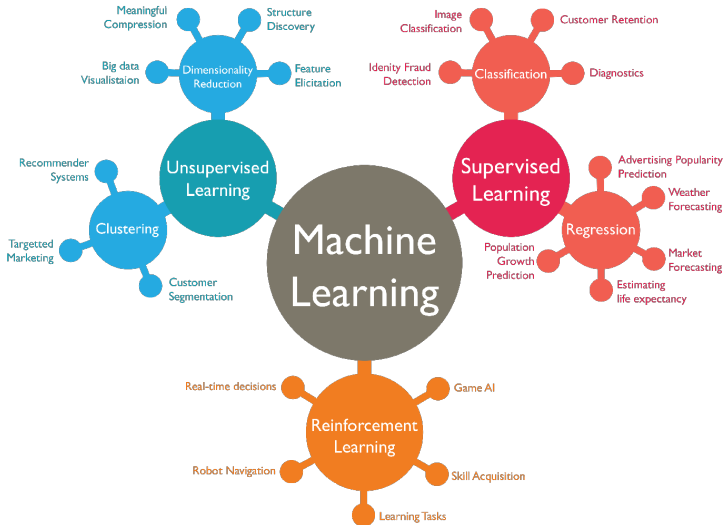 Meaningful
Compression
Structure
Discovery
Big data
Visualistaion
Dimensionality
Reduction
Feature
Elicitation
Image
Classification
Customer Retention
Idenity Fraud
Detection
Classification
Diagnostics
Recommender
Systems
Unsupervised
Learning
Clustering
Targetted
Marketing
Customer
Segmentation
Machine
Learning
Supervised
Learning
Advertising Popularity
Prediction
Weather
Forecasting
Regression
Population
Growth
Prediction
Market
Forecasting
Estimating
life expectancy
Real-time decisions
Game AI
Reinforcement
Learning
Robot Navigation
Skill Acquisition
Learning Tasks